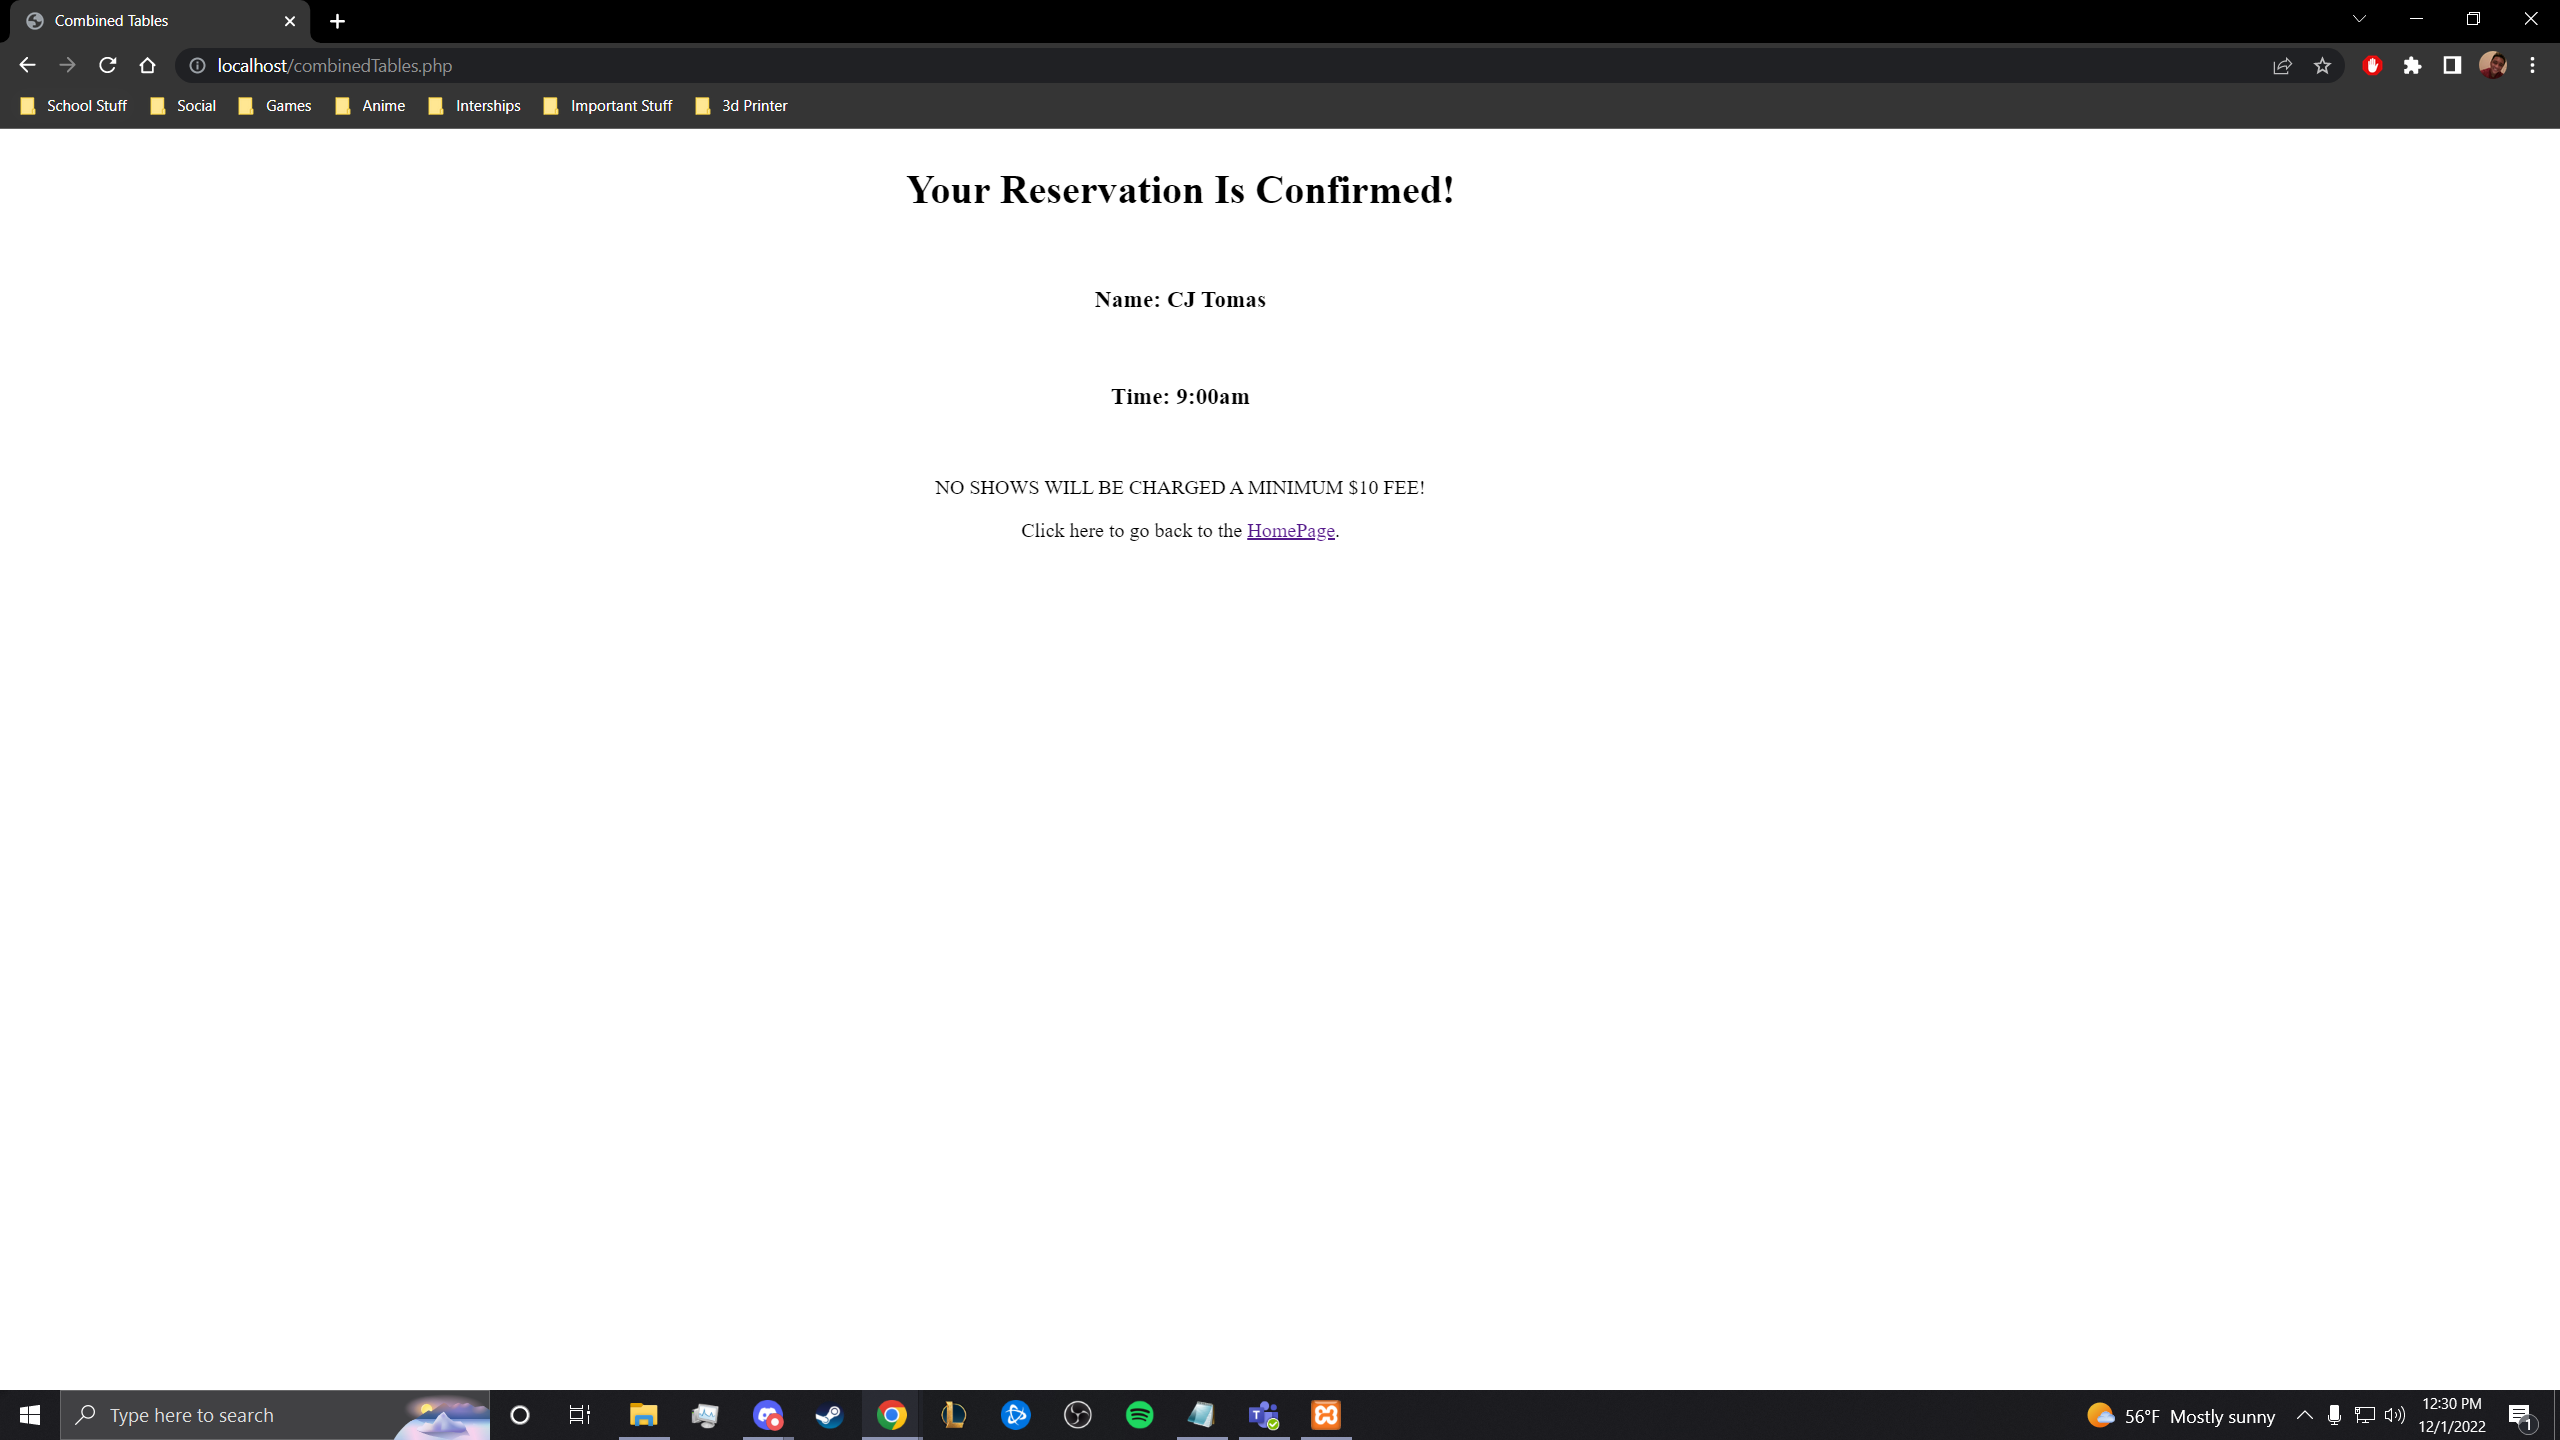 Combined Tables
localhost/combinedTables.php
School Stuff Social Games Anime Interships Important Stuff 3d Printer
Your Reservation Is Confirmed!
Name: CJ Tomas
Time: 9:00am
NO SHOWS WILL BE CHARGED A MINIMUM $10 FEE!
Click here to go back to the HomePage.
Type here to search
56°F Mostly sunny
12:30 PM
12/1/2022
1